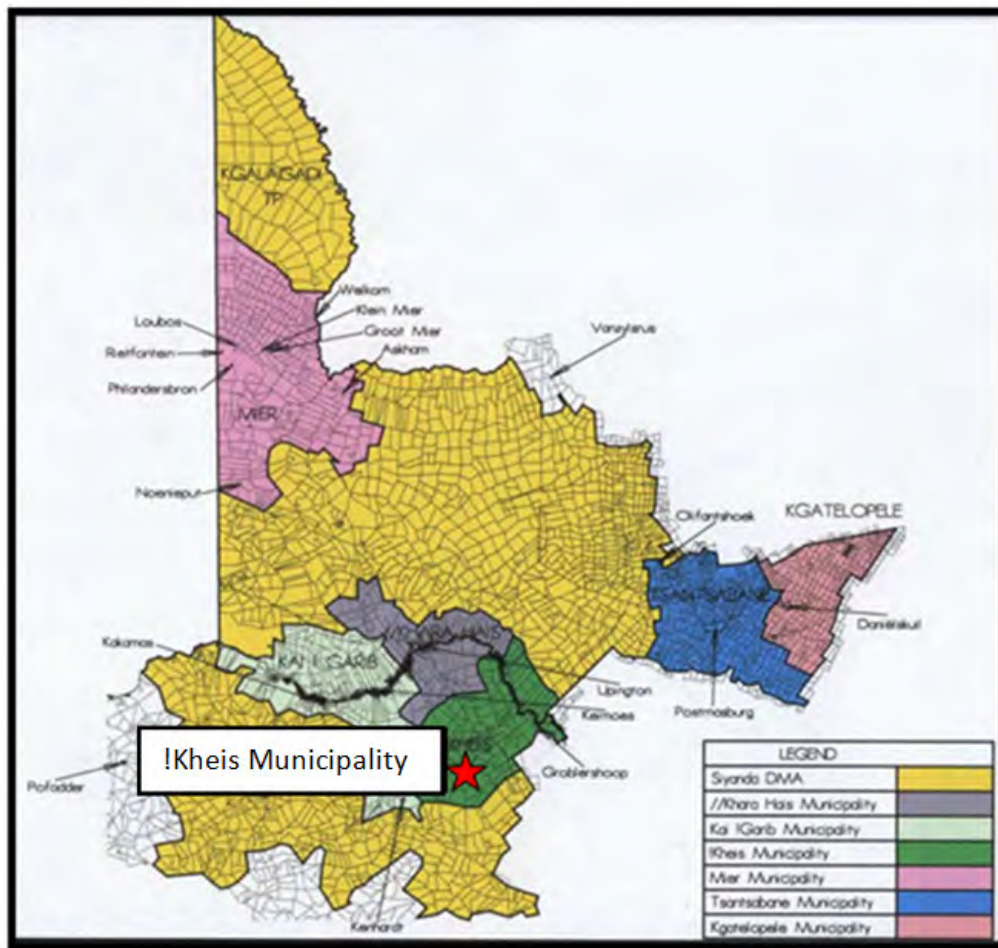 KGALAGADI
TP
Welkom
Klein Mier
Loubos
Groot Mier
Rietfontein
Askham
Vanzylsrus
Philandersbron
MIER
Noenieput
Olifantshoek
KGATELOPELE
TSANTSABANE
//KHARA HAIS
Daniëlskuil
Kakamas
KAI ! GARIB
Upington
Keimoes
Postmasburg
!Kheis Municipality
Groblershoop
Pofadder
Kenhardt
LEGEND
Siyanda DMA
//Khara Hais Municipality
Kai !Garib Municipality
!Kheis Municipality
Mier Municipality
Tsantsabane Municipality
Kgatelopele Municipality